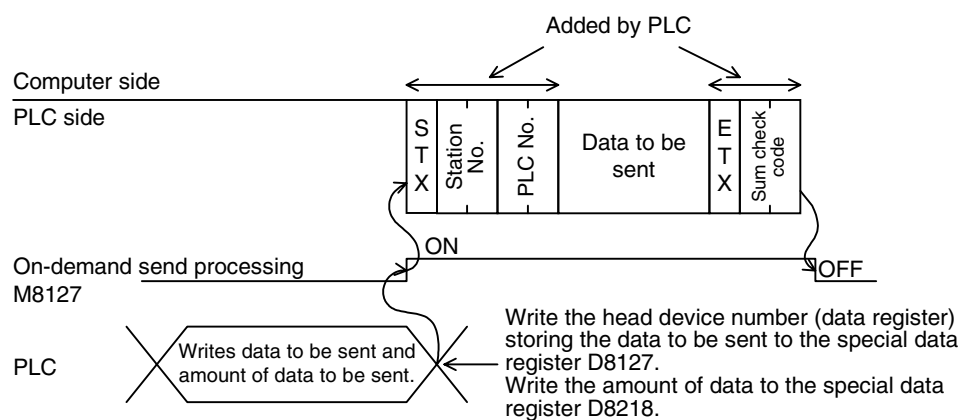 Added by PLC
Computer side
PLC side
STX
Station No.
PLC No.
Data to be
sent
ETX
Sum check
code
ON
On-demand send processing
M8127
OFF
PLC
Writes data to be sent and
amount of data to be sent.
Write the head device number (data register)
storing the data to be sent to the special data
register D8127.
Write the amount of data to the special data
register D8218.